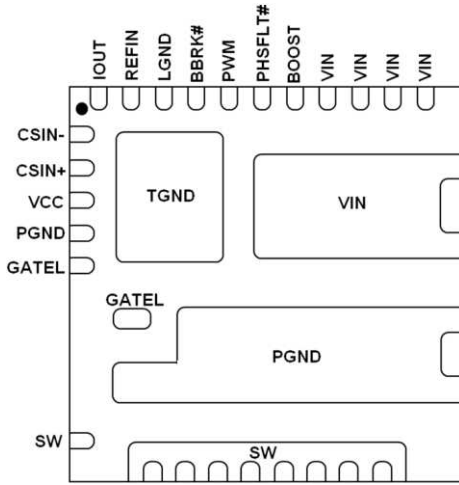 IOUT
REFIN
LGND
BBRK#
PWM
PHSFLT#
BOOST
VIN
VIN
VIN
VIN
CSIN-
CSIN+
VCC
PGND
GATEL
TGND
VIN
GATEL
PGND
SW
SW